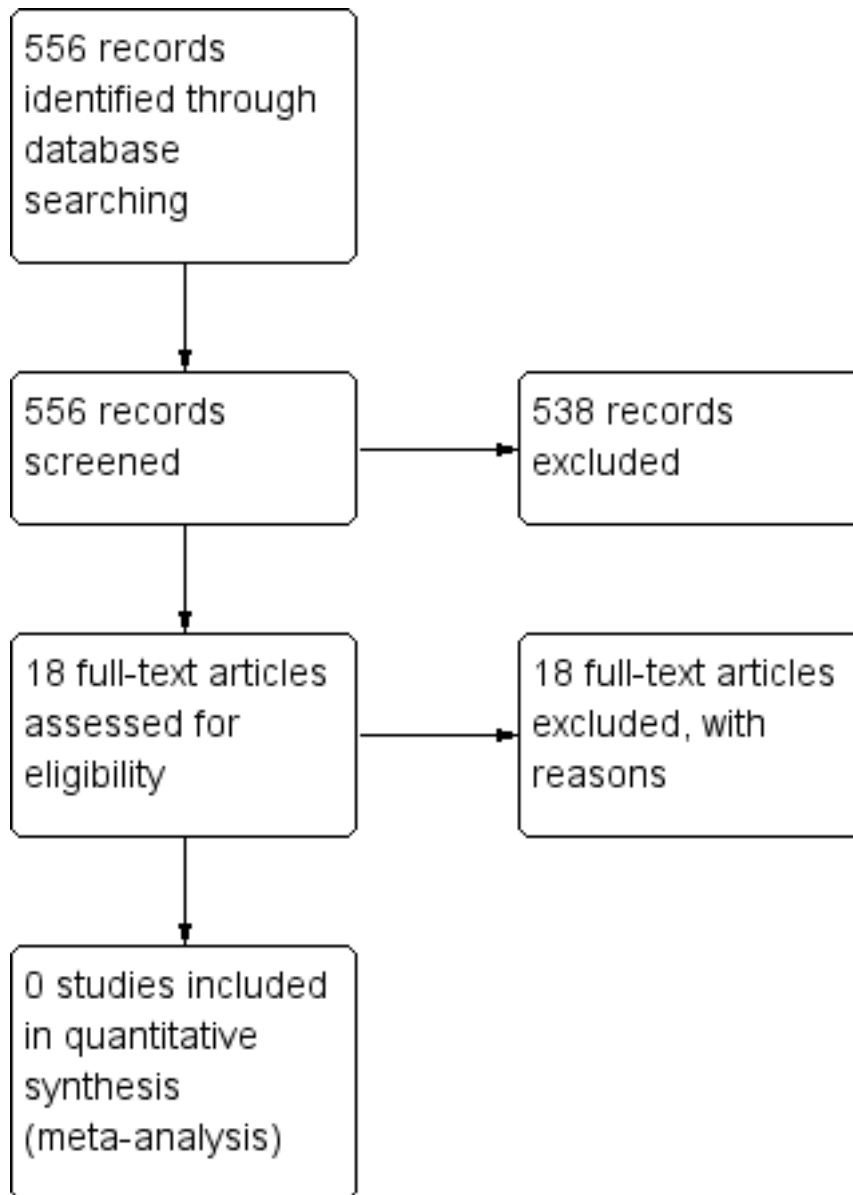 556 records
identified through
database
searching
556 records
screened
538 records
excluded
18 full-text articles
assessed for
eligibility
18 full-text articles
excluded, with
reasons
0 studies included
in quantitative
synthesis
(meta-analysis)